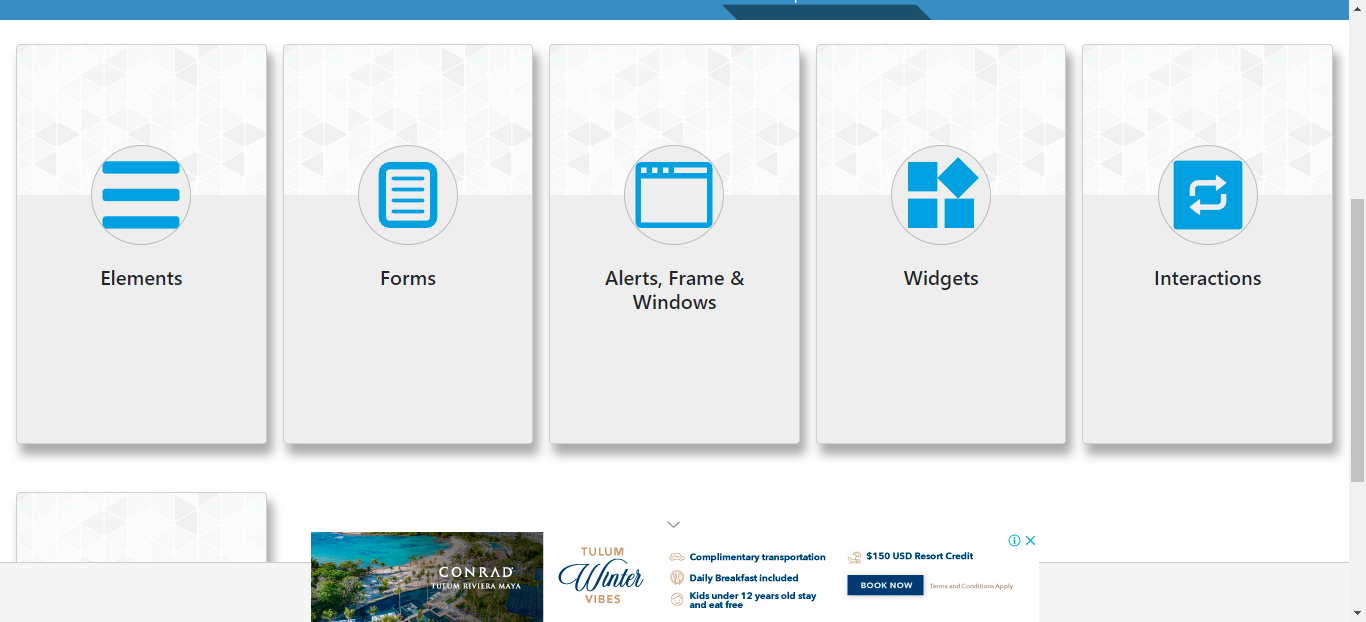 Elements
Forms
Alerts, Frame &
Windows
Widgets
Interactions
CONRAD
TULUM RIVIERA MAYA
TULUM
Winter
VIBES
Complimentary transportation
Daily Breakfast included
Kids under 12 years old stay
and eat free
$150 USD Resort Credit
BOOK NOW
Terms and Conditions Apply